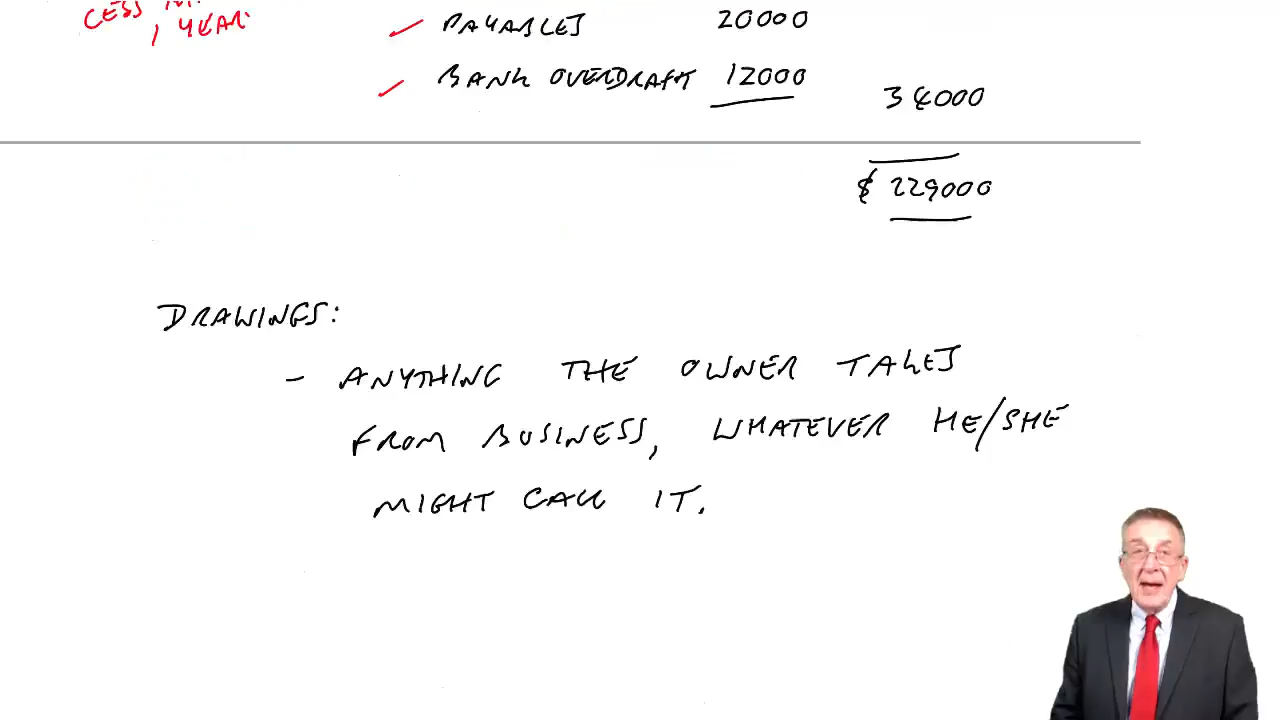 PAYABLES 20000
, YEAR.
BANK OVERDRAFT 12000
34000
$ 229000
DRAWINGS:
- ANYTHING THE OWNER TAKES
FROM BUSINESS, WHATEVER HE/SHE
MIGHT CALL IT.